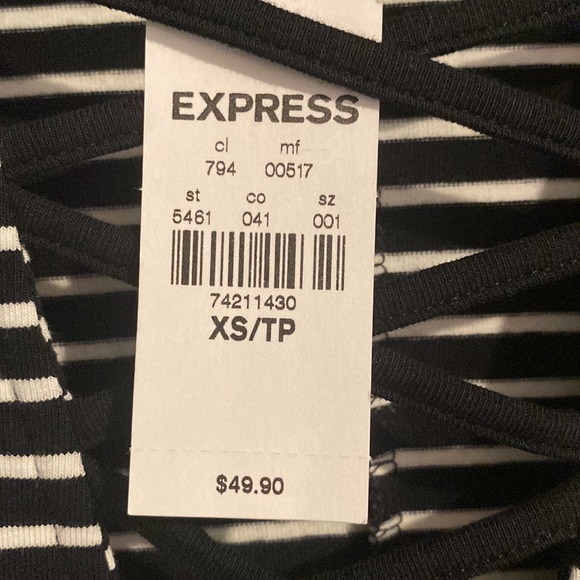 EXPRESS
cl mf
794 00517
st co sz
5461 041 001
74211430
XS/TP
$49.90